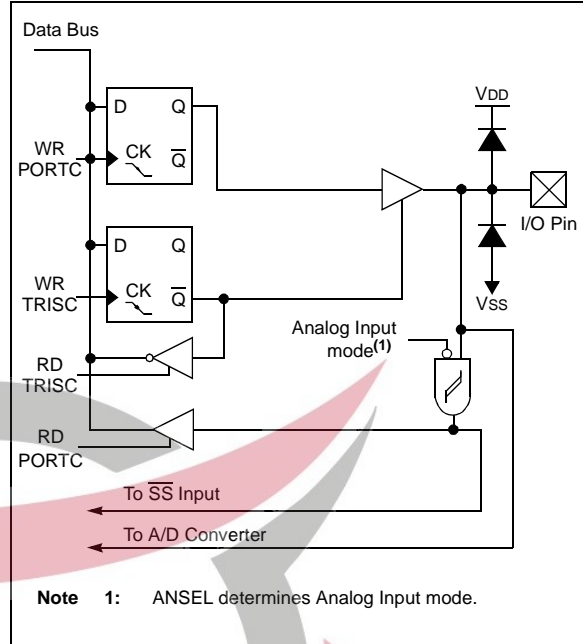 Data Bus
D Q
WR
PORTC
CK Q̅
VDD
I/O Pin
VSS
D Q
WR
TRISC
CK Q̅
Analog Input
mode(1)
RD
TRISC
RD
PORTC
To S̅S̅ Input
To A/D Converter
Note 1: ANSEL determines Analog Input mode.